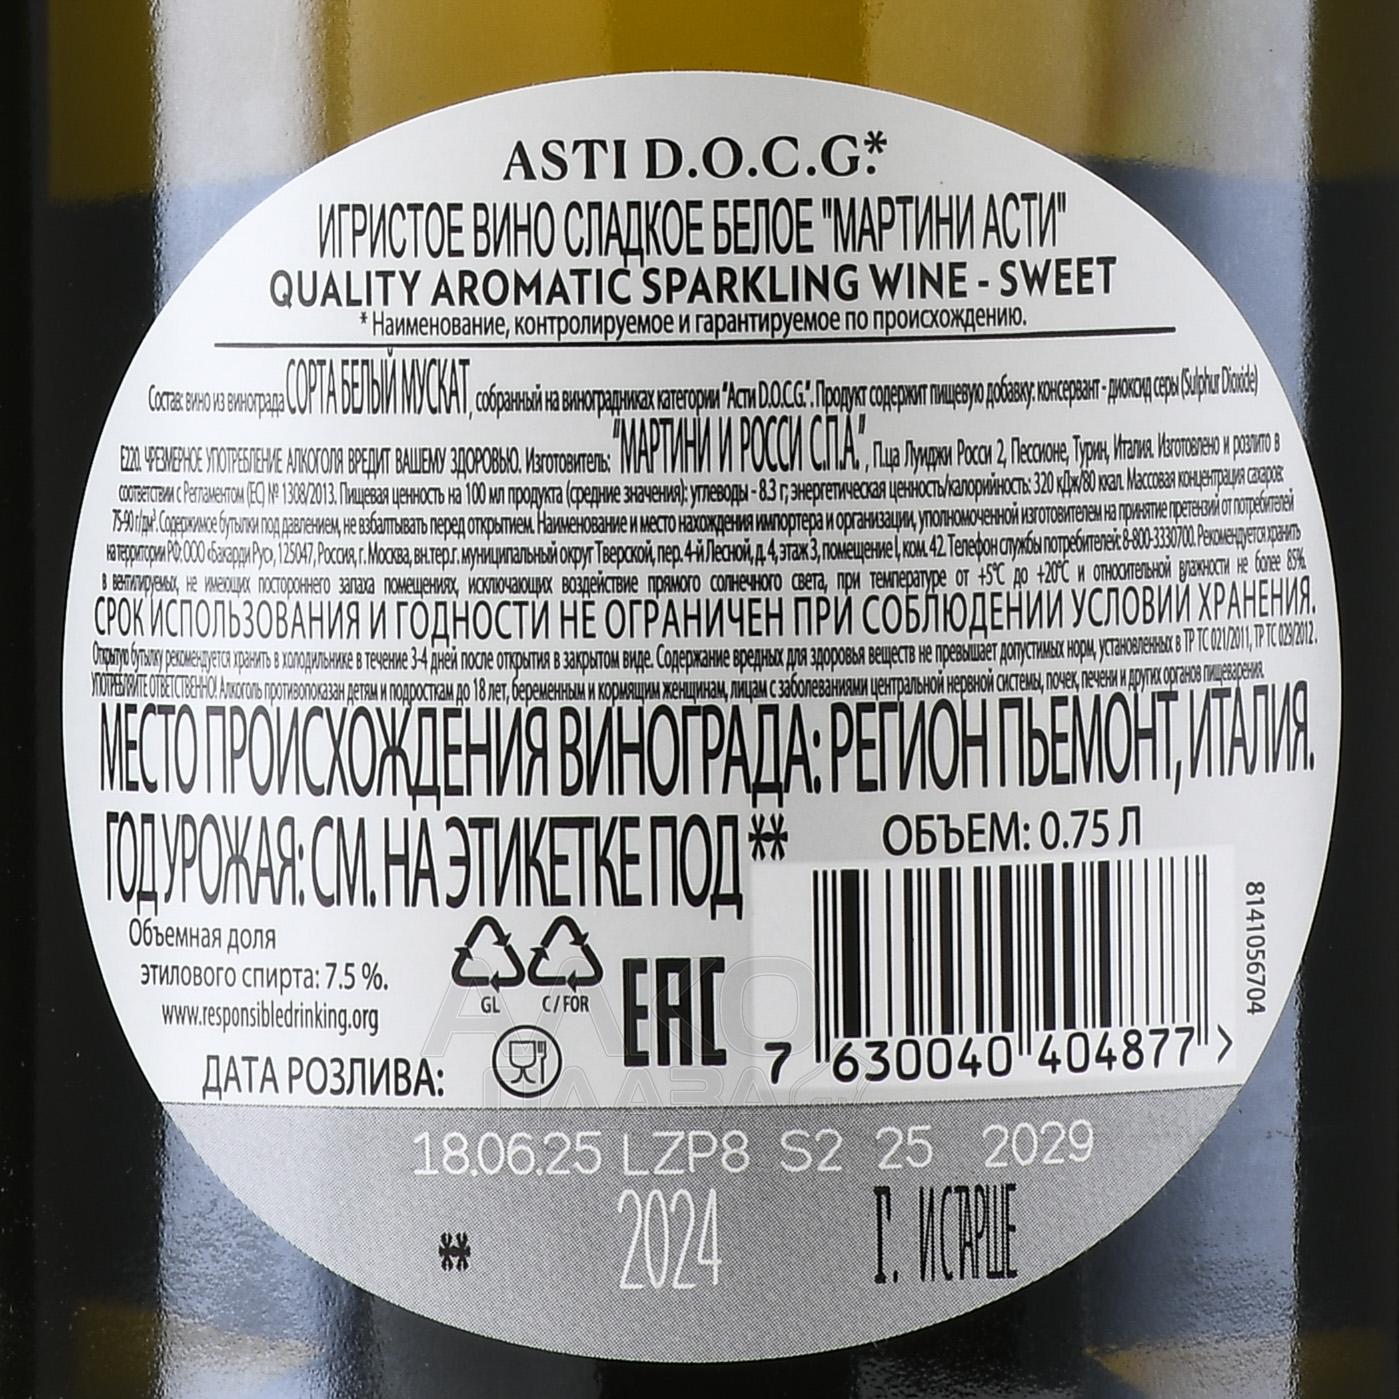 ASTI D.O.C.G.*
ИГРИСТОЕ ВИНО СЛАДКОЕ БЕЛОЕ "МАРТИНИ АСТИ"
QUALITY AROMATIC SPARKLING WINE - SWEET
* Наименование, контролируемое и гарантируемое по происхождению.
Состав: вино из винограда СОРТА БЕЛЫЙ МУСКАТ, собранный на виноградниках категории "Асти D.O.C.G.". Продукт содержит пищевую добавку: консервант - диоксид серы (Sulphur Dioxide)
E220. ЧРЕЗМЕРНОЕ УПОТРЕБЛЕНИЕ АЛКОГОЛЯ ВРЕДИТ ВАШЕМУ ЗДОРОВЬЮ. Изготовитель: "МАРТИНИ И РОССИ С.П.А.", П.ца Луиджи Росси 2, Пессионе, Турин, Италия. Изготовлено и розлито в
соответствии с Регламентом (ЕС) № 1308/2013. Пищевая ценность на 100 мл продукта (средние значения): углеводы - 8.3 г; энергетическая ценность/калорийность: 320 кДж/80 ккал. Массовая концентрация сахаров:
75-90 г/дм³. Содержимое бутылки под давлением, не взбалтывать перед открытием. Наименование и место нахождения импортера и организации, уполномоченной изготовителем на принятие претензий от потребителей
на территории РФ: ООО «Бакарди Рус», 125047, Россия, г. Москва, вн.тер.г. муниципальный округ Тверской, пер. 4-й Лесной, д. 4, этаж 3, помещение I, ком. 42. Телефон службы потребителей: 8-800-3330700. Рекомендуется хранить
в вентилируемых, не имеющих постороннего запаха помещениях, исключающих воздействие прямого солнечного света, при температуре от +5°C до +20°C и относительной влажности не более 85%.
СРОК ИСПОЛЬЗОВАНИЯ И ГОДНОСТИ НЕ ОГРАНИЧЕН ПРИ СОБЛЮДЕНИИ УСЛОВИЙ ХРАНЕНИЯ.
Открытую бутылку рекомендуется хранить в холодильнике в течение 3-4 дней после открытия в закрытом виде. Содержание вредных для здоровья веществ не превышает допустимых норм, установленных в ТР ТС 021/2011, ТР ТС 029/2012.
УПОТРЕБЛЯЙТЕ ОТВЕТСТВЕННО! Алкоголь противопоказан детям и подросткам до 18 лет, беременным и кормящим женщинам, лицам с заболеваниями центральной нервной системы, почек, печени и других органов пищеварения.
МЕСТО ПРОИСХОЖДЕНИЯ ВИНОГРАДА: РЕГИОН ПЬЕМОНТ, ИТАЛИЯ.
ГОД УРОЖАЯ: СМ. НА ЭТИКЕТКЕ ПОД **
ОБЪЕМ: 0.75 Л
Объемная доля
этилового спирта: 7.5 %.
www.responsibledrinking.org
GL
C / FOR
EAC
7 630040 404877 >
8141056704
ДАТА РОЗЛИВА:
АЛКО
ПЛАЗА
18.06.25 LZP8 S2 25 2029
** 2024 Г. И СТАРШЕ